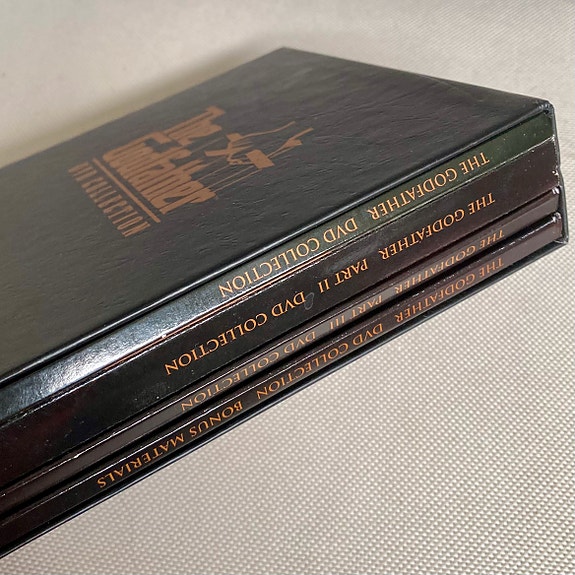 The
Godfather
DVD COLLECTION
THE GODFATHER DVD COLLECTION
THE GODFATHER PART II DVD COLLECTION
THE GODFATHER PART III DVD COLLECTION
THE GODFATHER DVD COLLECTION BONUS MATERIALS